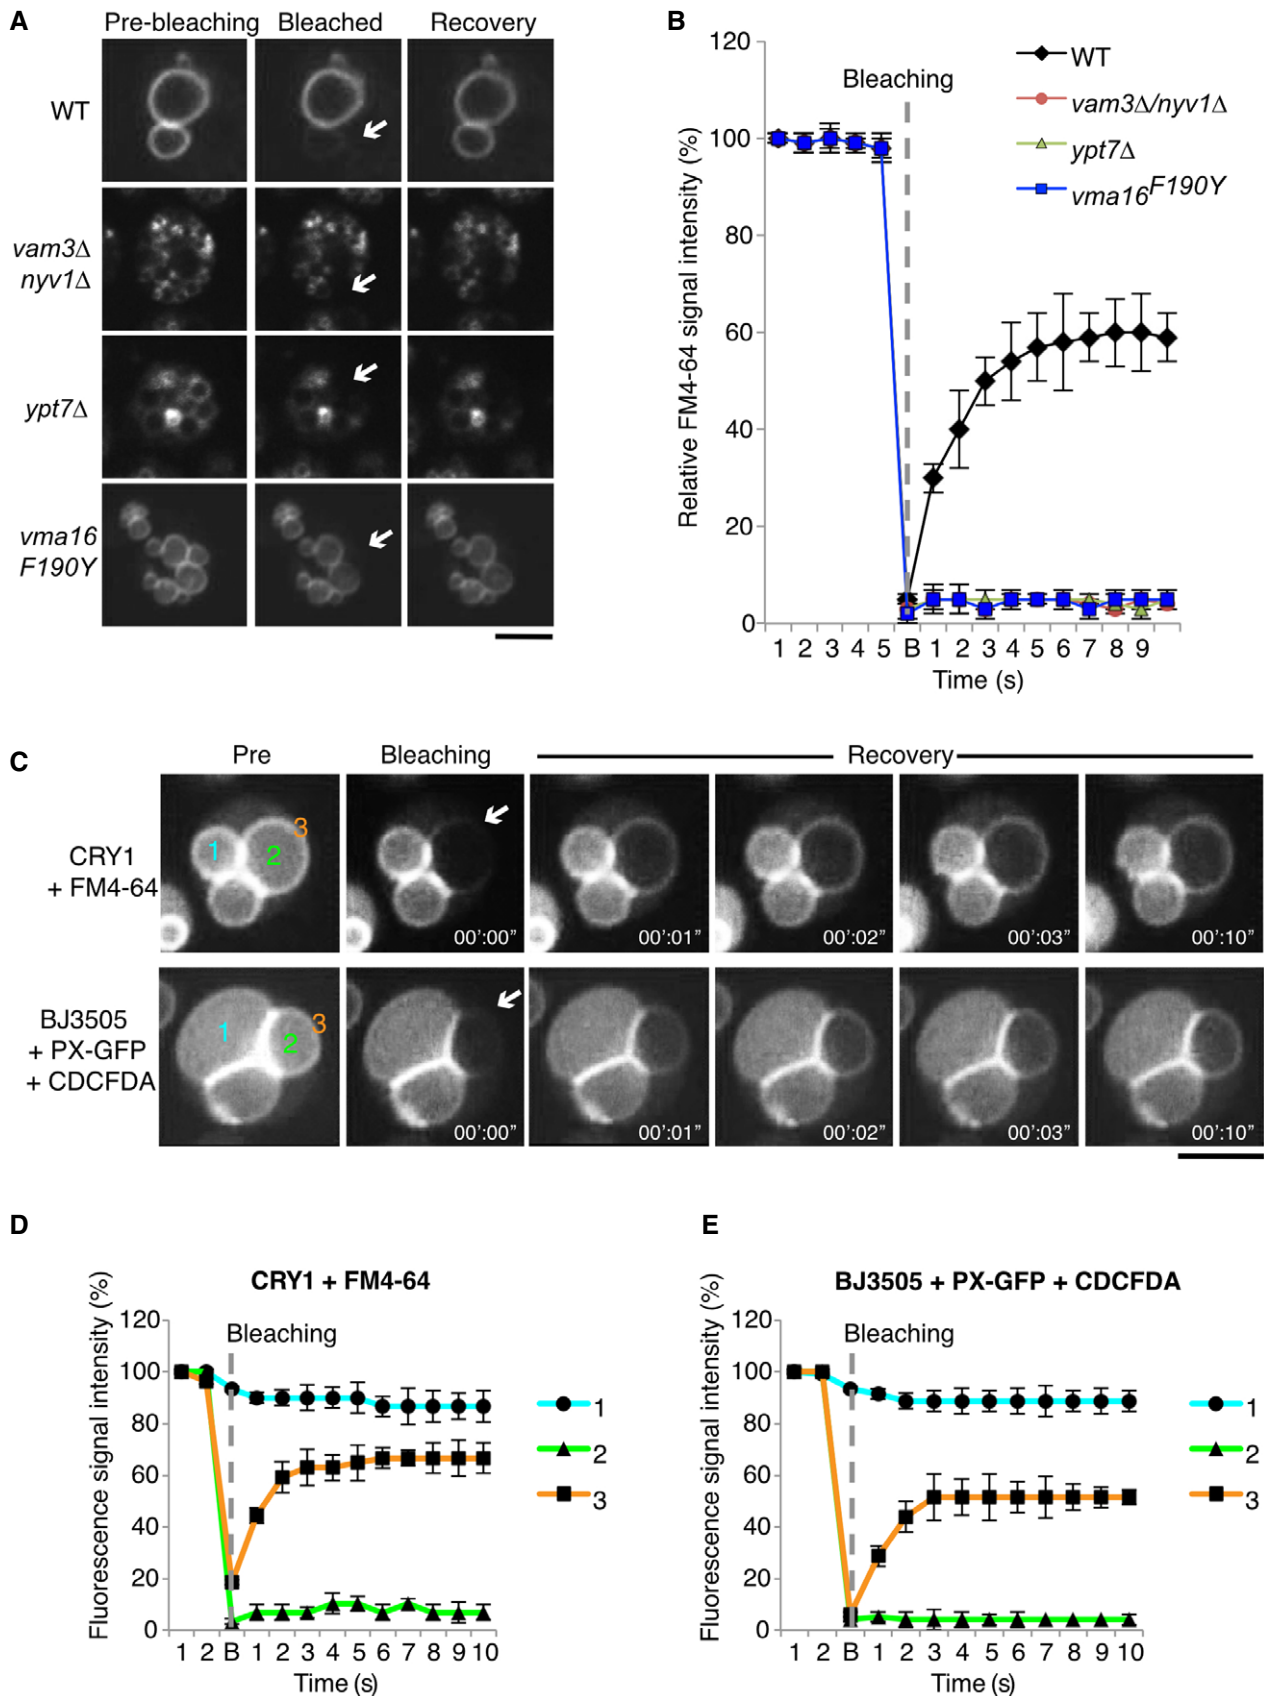 A
Pre-bleaching Bleached Recovery
WT
vam3Δ
nyv1Δ
ypt7Δ
vma16
F190Y
B
Relative FM4-64 signal intensity (%)
120
100
80
60
40
20
0
Bleaching
WT
vam3Δ/nyv1Δ
ypt7Δ
vma16F190Y
1 2 3 4 5 B 1 2 3 4 5 6 7 8 9
Time (s)
C
Pre Bleaching Recovery
CRY1
+ FM4-64
1 2 3
00':00" 00':01" 00':02" 00':03" 00':10"
BJ3505
+ PX-GFP
+ CDCFDA
1 2 3
00':00" 00':01" 00':02" 00':03" 00':10"
D
CRY1 + FM4-64
Fluorescence signal intensity (%)
120
100
80
60
40
20
0
Bleaching
1
2
3
1 2 B 1 2 3 4 5 6 7 8 9 10
Time (s)
E
BJ3505 + PX-GFP + CDCFDA
Fluorescence signal intensity (%)
120
100
80
60
40
20
0
Bleaching
1
2
3
1 2 B 1 2 3 4 5 6 7 8 9 10
Time (s)